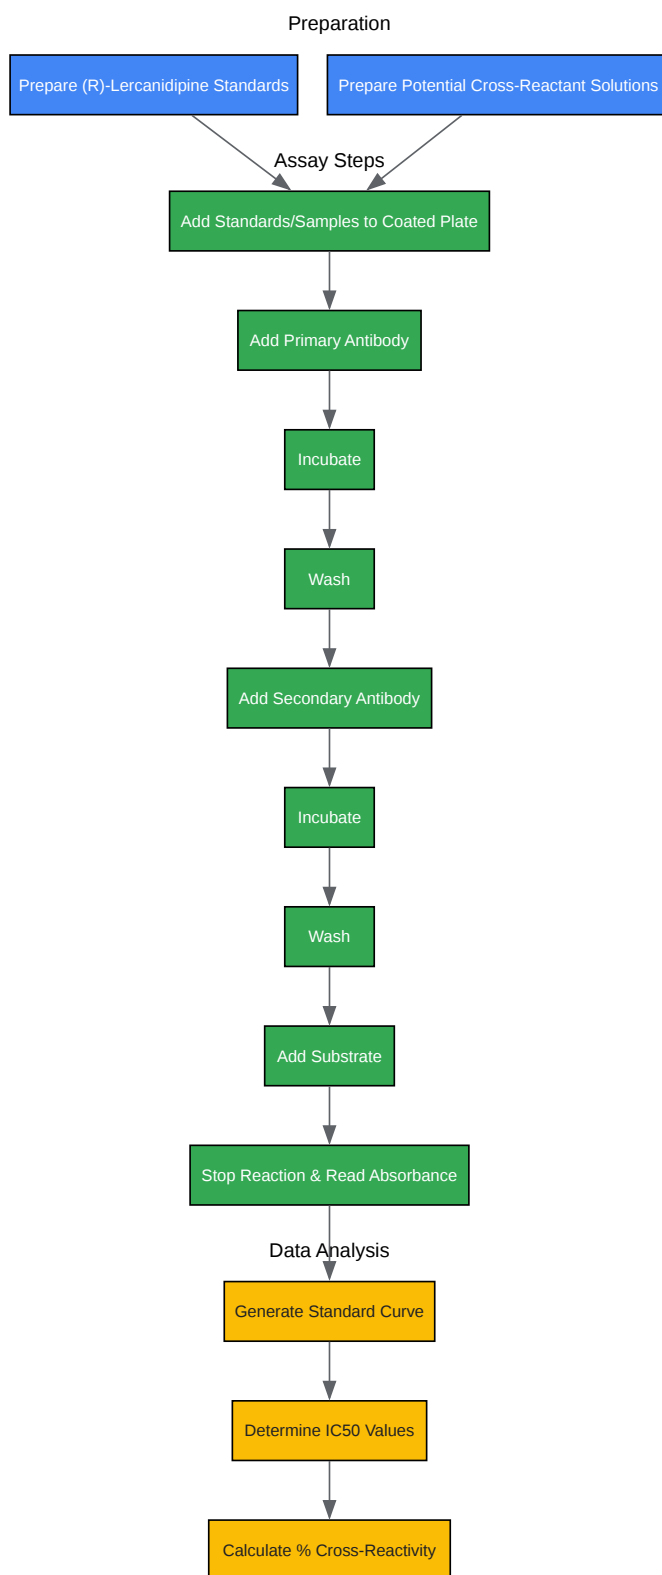 Preparation
Prepare (R)-Lercanidipine Standards
Prepare Potential Cross-Reactant Solutions
Assay Steps
Add Standards/Samples to Coated Plate
Add Primary Antibody
Incubate
Wash
Add Secondary Antibody
Incubate
Wash
Add Substrate
Stop Reaction & Read Absorbance
Data Analysis
Generate Standard Curve
Determine IC50 Values
Calculate % Cross-Reactivity